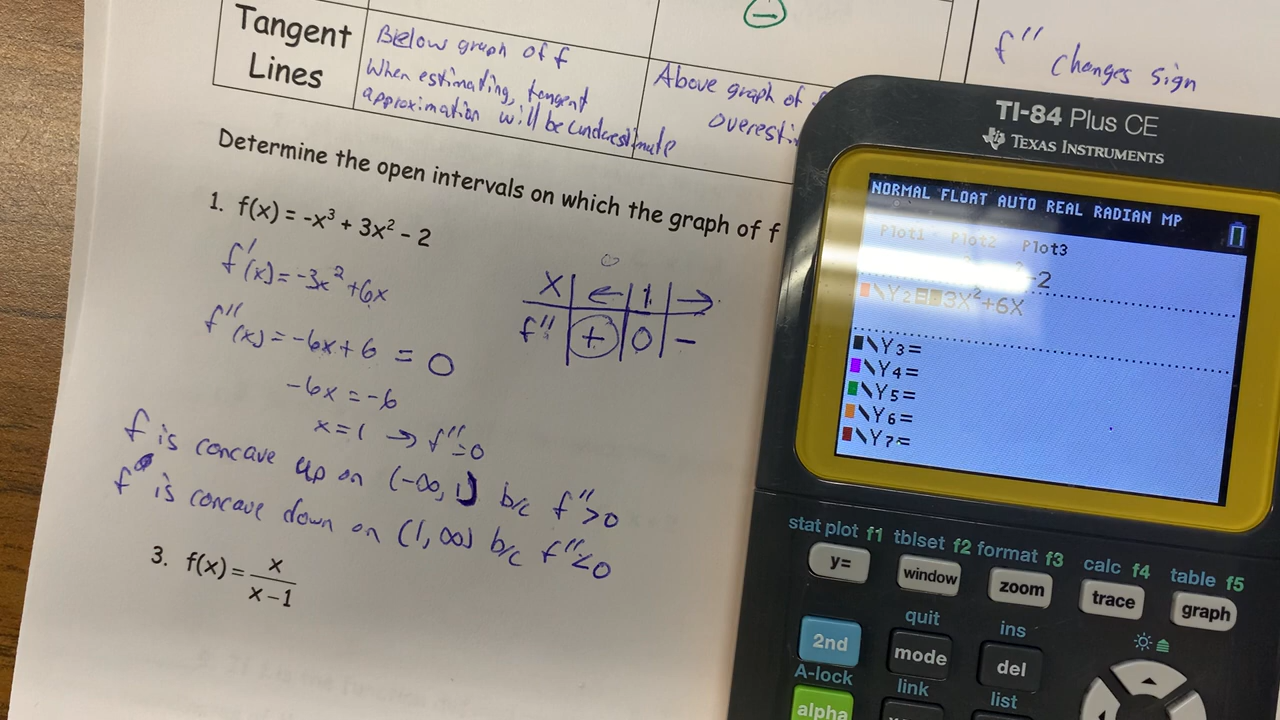 Tangent
Lines
Below graph of f
When estimating, tangent
approximation will be underestimate
Above graph of
f'' changes sign
Determine the open intervals on which the graph of f
1. f(x) = -x³ + 3x² - 2
f'(x) = -3x² + 6x
f''(x) = -6x + 6 = 0
-6x = -6
x = 1 → f'' = 0
X ← 1 →
f'' + 0 -
f is concave up on (-∞, 1) b/c f'' > 0
f is concave down on (1, ∞) b/c f'' < 0
3. f(x) = x/x-1
TI-84 Plus CE
TEXAS INSTRUMENTS
NORMAL FLOAT AUTO REAL RADIAN MP
Plot1 Plot2 Plot3
-2
\Y2=-3X²+6X
\Y3=
\Y4=
\Y5=
\Y6=
\Y7=
stat plot f1 tblset f2 format f3 calc f4 table f5
y= window zoom trace graph
quit ins
2nd mode del
A-lock link list
alpha